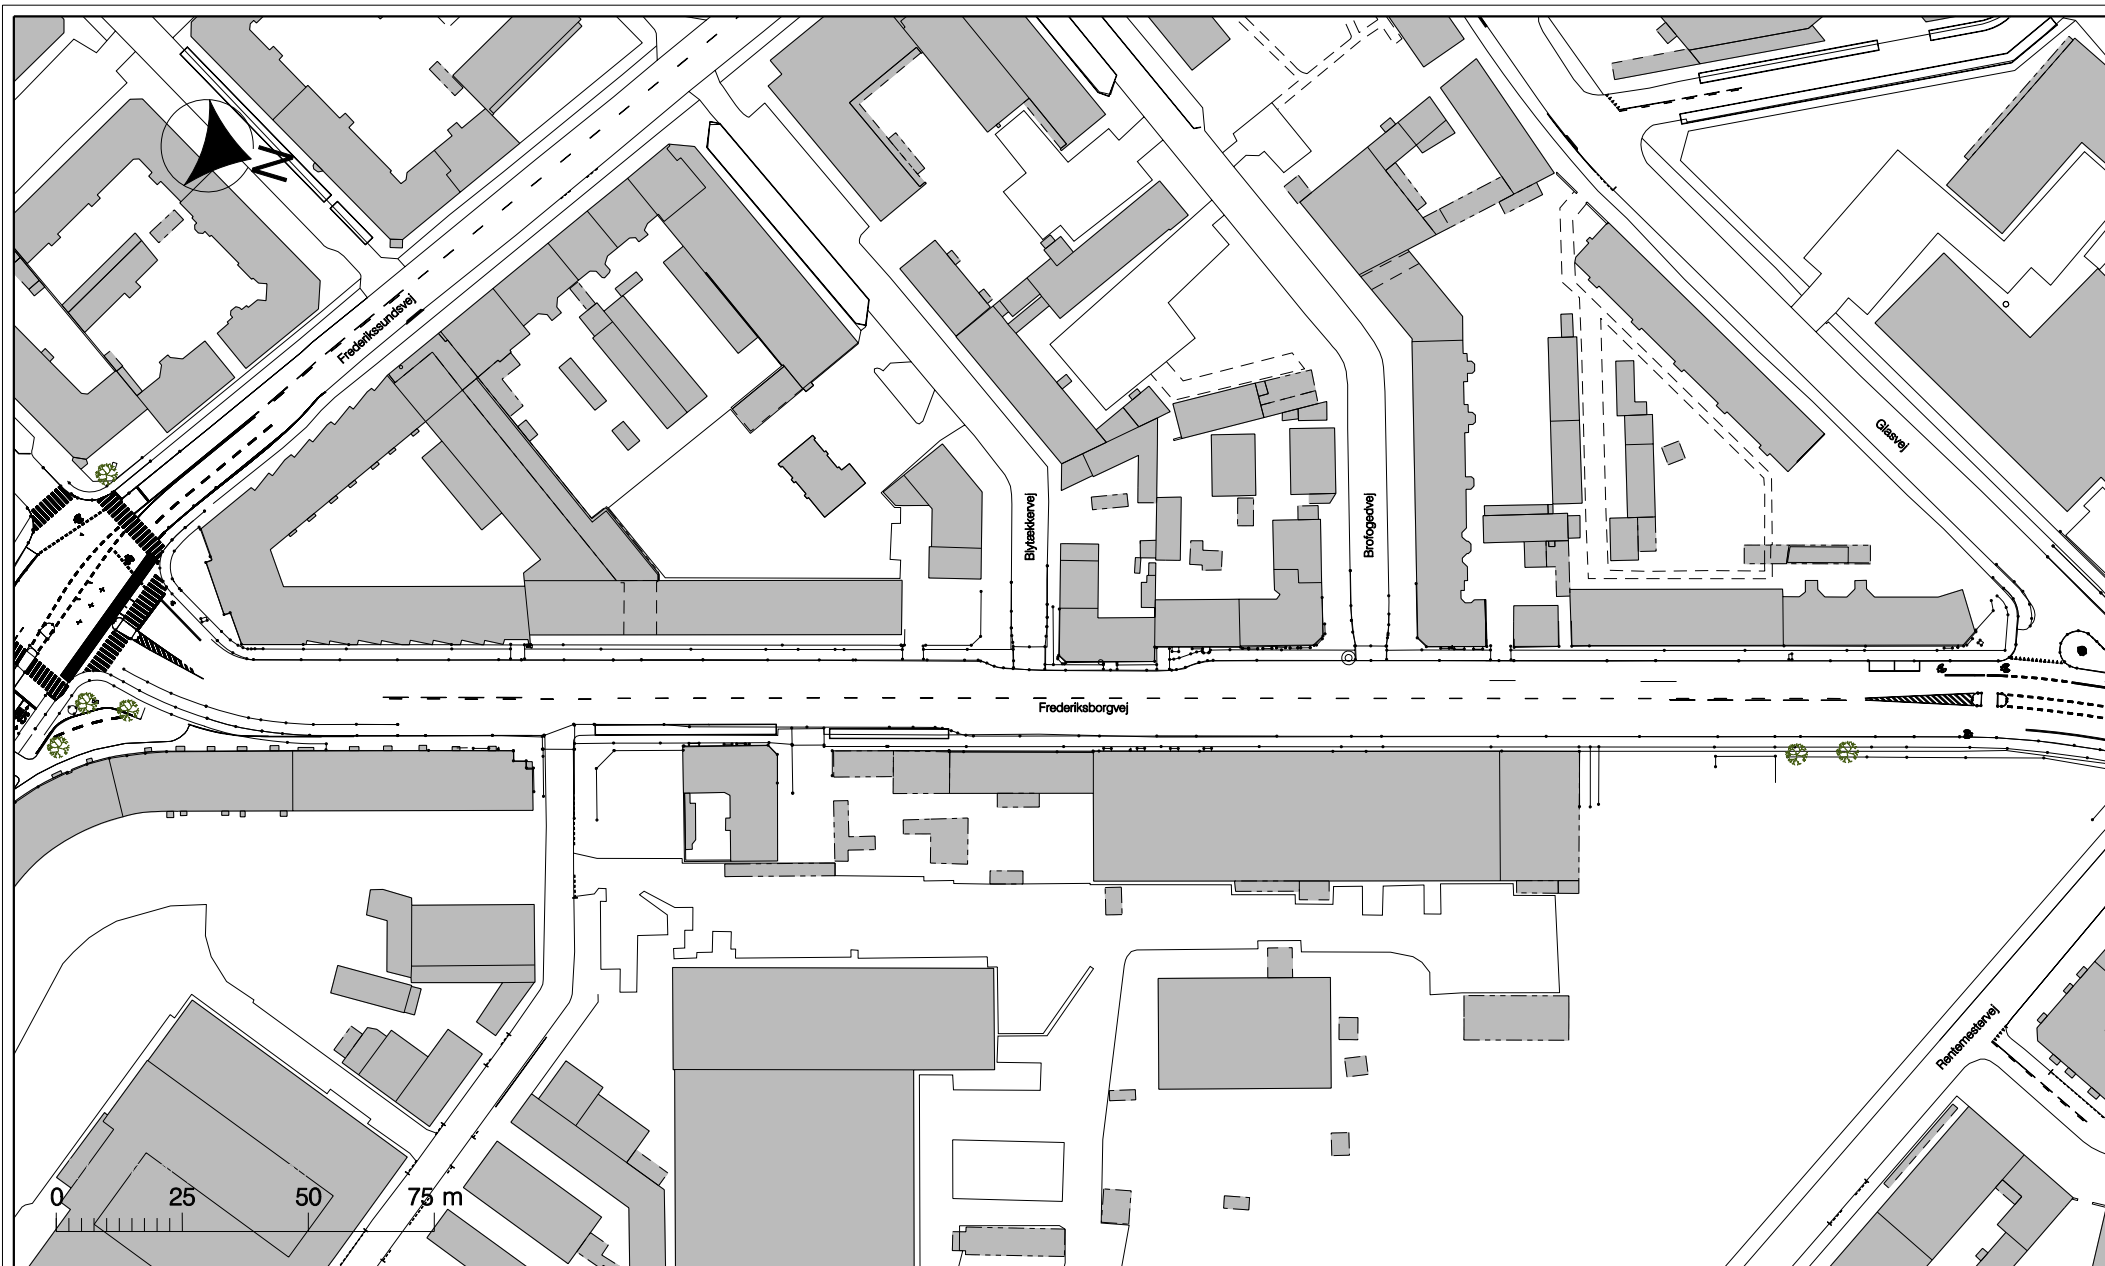 N
Frederikssundsvej
Glasvej
Blytækkervej
Brofogedvej
Frederiksborgvej
Rentemestervej
0 25 50 75 m